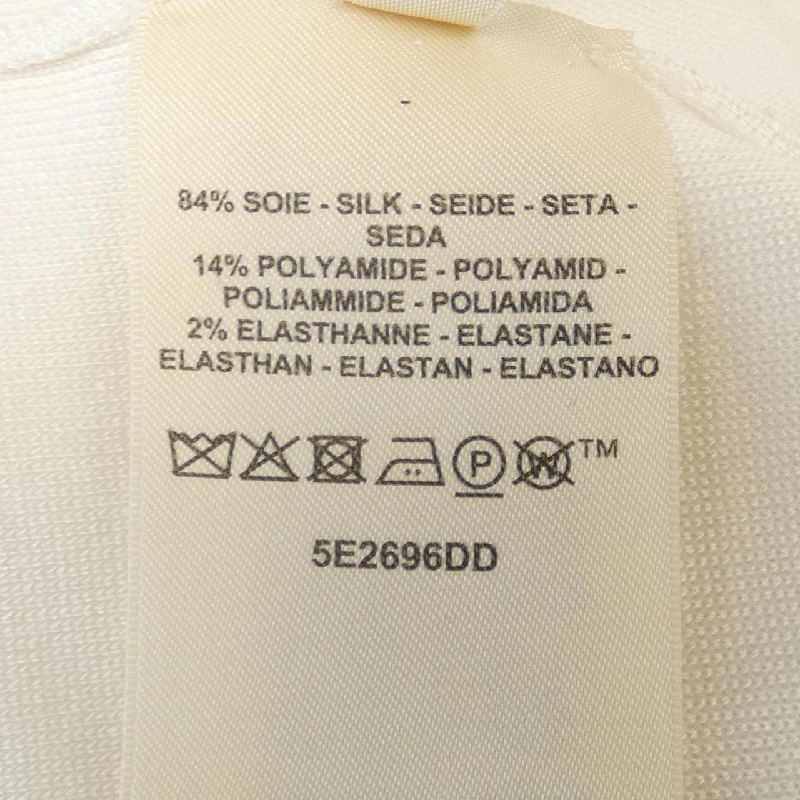 -
84% SOIE - SILK - SEIDE - SETA -
SEDA
14% POLYAMIDE - POLYAMID -
POLIAMMIDE - POLIAMIDA
2% ELASTHANNE - ELASTANE -
ELASTHAN - ELASTAN - ELASTANO
P W TM
5E2696DD